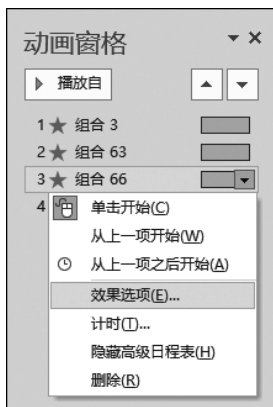 动画窗格
播放自
1 组合 3
2 组合 63
3 组合 66
4 单击开始(C)
从上一项开始(W)
从上一项之后开始(A)
效果选项(E)...
计时(T)...
隐藏高级日程表(H)
删除(R)